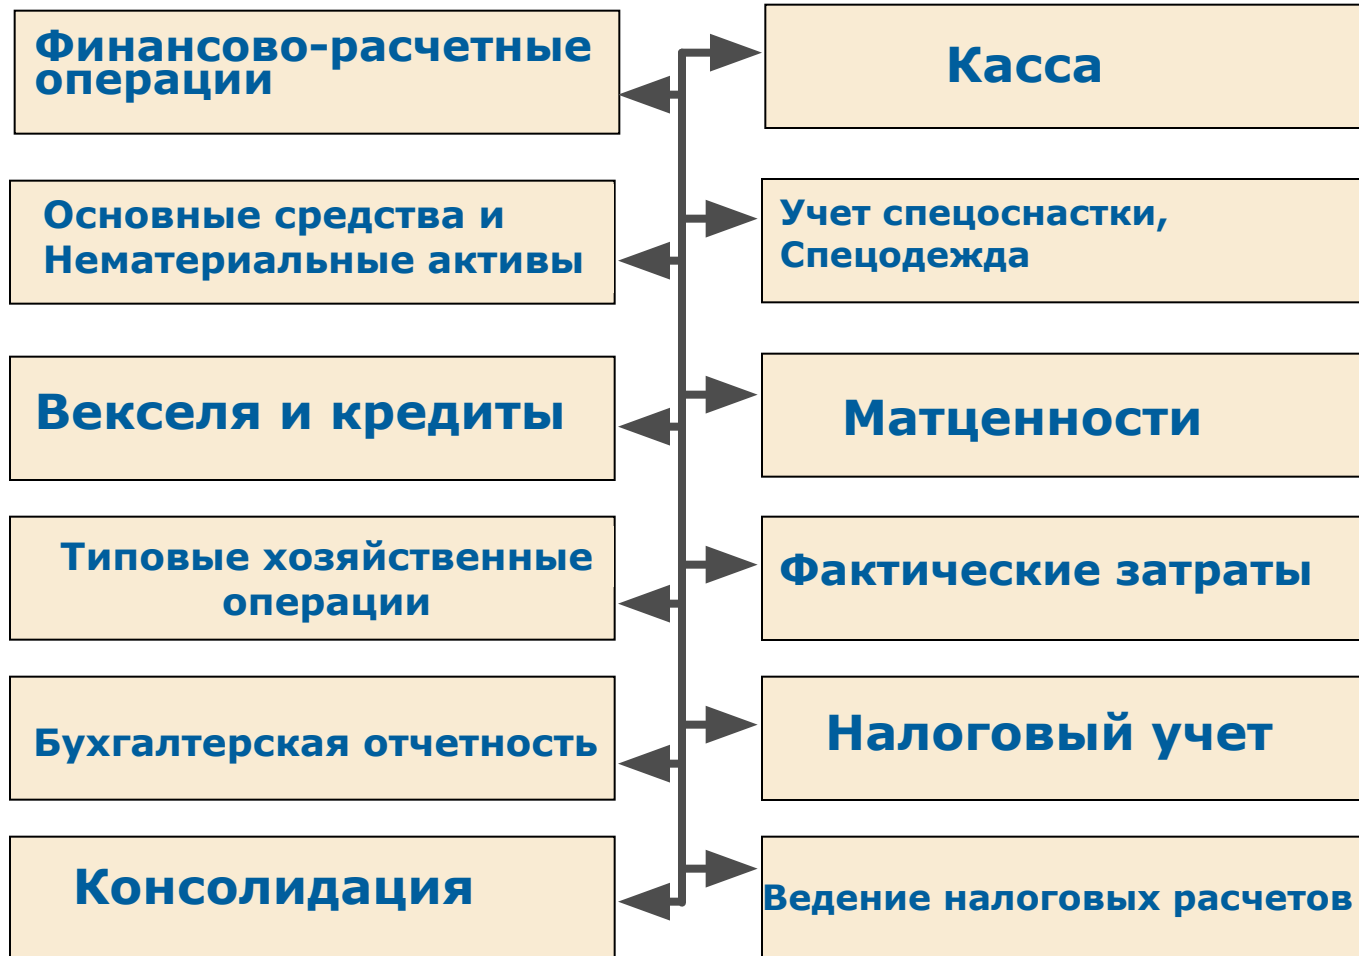 Финансово-расчетные
операции
Касса
Основные средства и
Нематериальные активы
Учет спецоснастки,
Спецодежда
Векселя и кредиты
Матценности
Типовые хозяйственные
операции
Фактические затраты
Бухгалтерская отчетность
Налоговый учет
Консолидация
Ведение налоговых расчетов